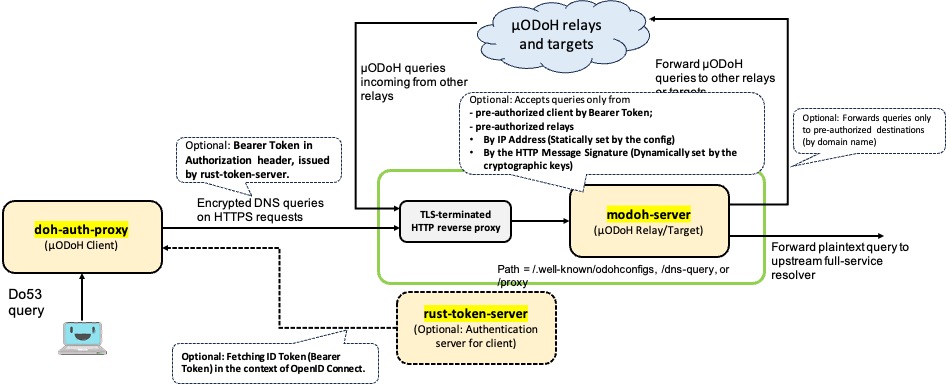 μODoH relays
and targets
μODoH queries
incoming from other
relays
Forward μODoH
queries to other relays
or targets
Optional: Accepts queries only from
- pre-authorized client by Bearer Token;
- pre-authorized relays
• By IP Address (Statically set by the config)
• By the HTTP Message Signature (Dynamically set by the
cryptographic keys)
Optional: Forwards queries only
to pre-authorized destinations
(by domain name)
Optional: Bearer Token in
Authorization header, issued
by rust-token-server.
Encrypted DNS queries
on HTTPS requests
doh-auth-proxy
(μODoH Client)
TLS-terminated
HTTP reverse proxy
modoh-server
(μODoH Relay/Target)
Forward plaintext query to
upstream full-service
resolver
Path = /.well-known/odohconfigs, /dns-query, or
/proxy
Do53
query
rust-token-server
(Optional: Authentication
server for client)
Optional: Fetching ID Token (Bearer
Token) in the context of OpenID Connect.